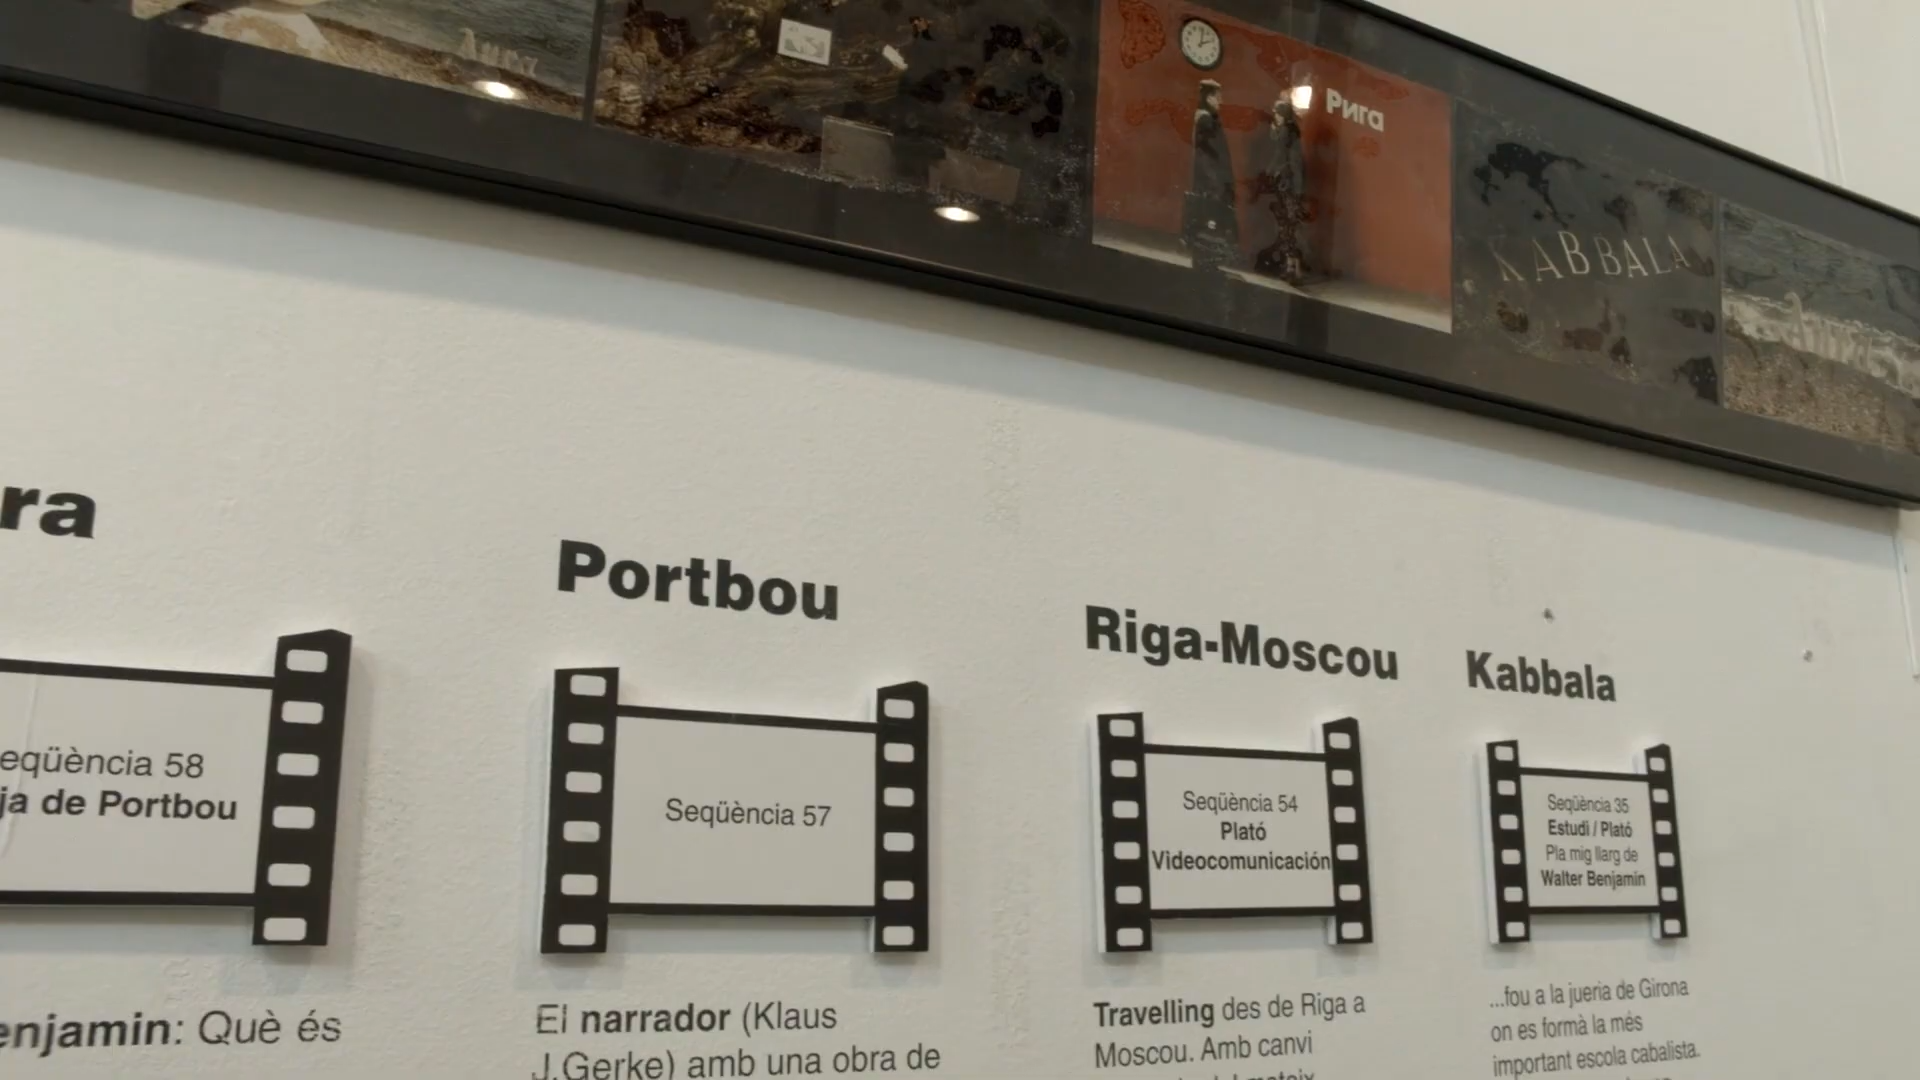 Aura
Рига
KABBALA
Aura
ra
eqüència 58
ja de Portbou
enjamin: Què és
Portbou
Seqüència 57
El narrador (Klaus
J.Gerke) amb una obra de
Riga-Moscou
Seqüència 54
Plató
Videocomunicación
Travelling des de Riga a
Moscou. Amb canvi
Kabbala
Seqüència 35
Estudi / Plató
Pla mig llarg de
Walter Benjamin
...fou a la jueria de Girona
on es formà la més
important escola cabalista.